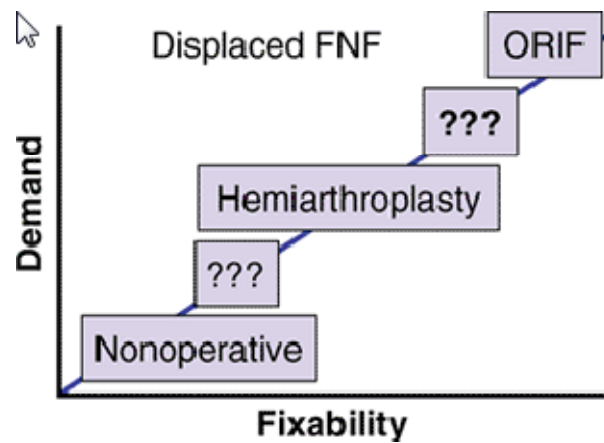 Displaced FNF
ORIF
???
Hemiarthroplasty
???
Nonoperative
Demand
Fixability